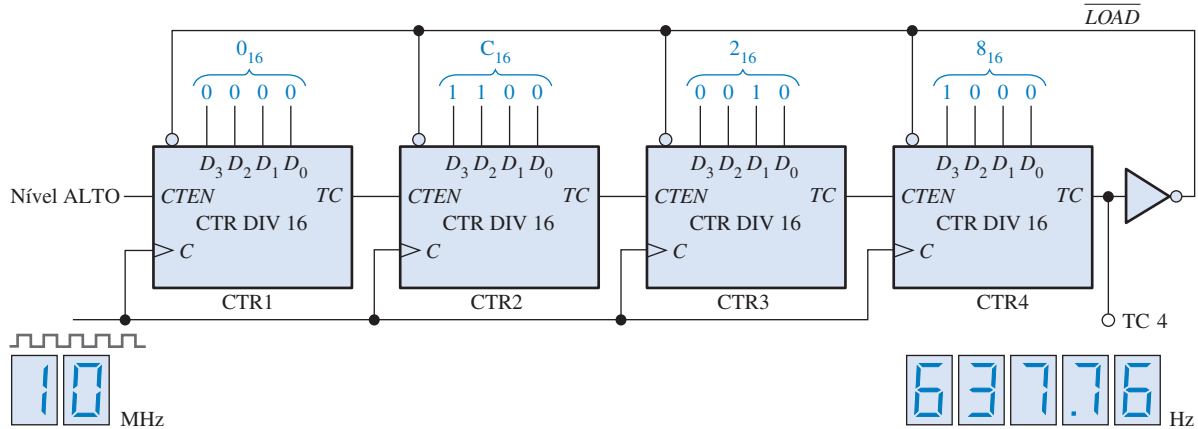 LOAD
0₁₆ C₁₆ 2₁₆ 8₁₆
0 0 0 0 1 1 0 0 0 0 1 0 1 0 0 0
D₃ D₂ D₁ D₀ D₃ D₂ D₁ D₀ D₃ D₂ D₁ D₀ D₃ D₂ D₁ D₀
Nível ALTO CTEN TC CTEN TC CTEN TC CTEN TC
CTR DIV 16 CTR DIV 16 CTR DIV 16 CTR DIV 16
C C C C
CTR1 CTR2 CTR3 CTR4
TC 4
10 MHz 637.76 Hz